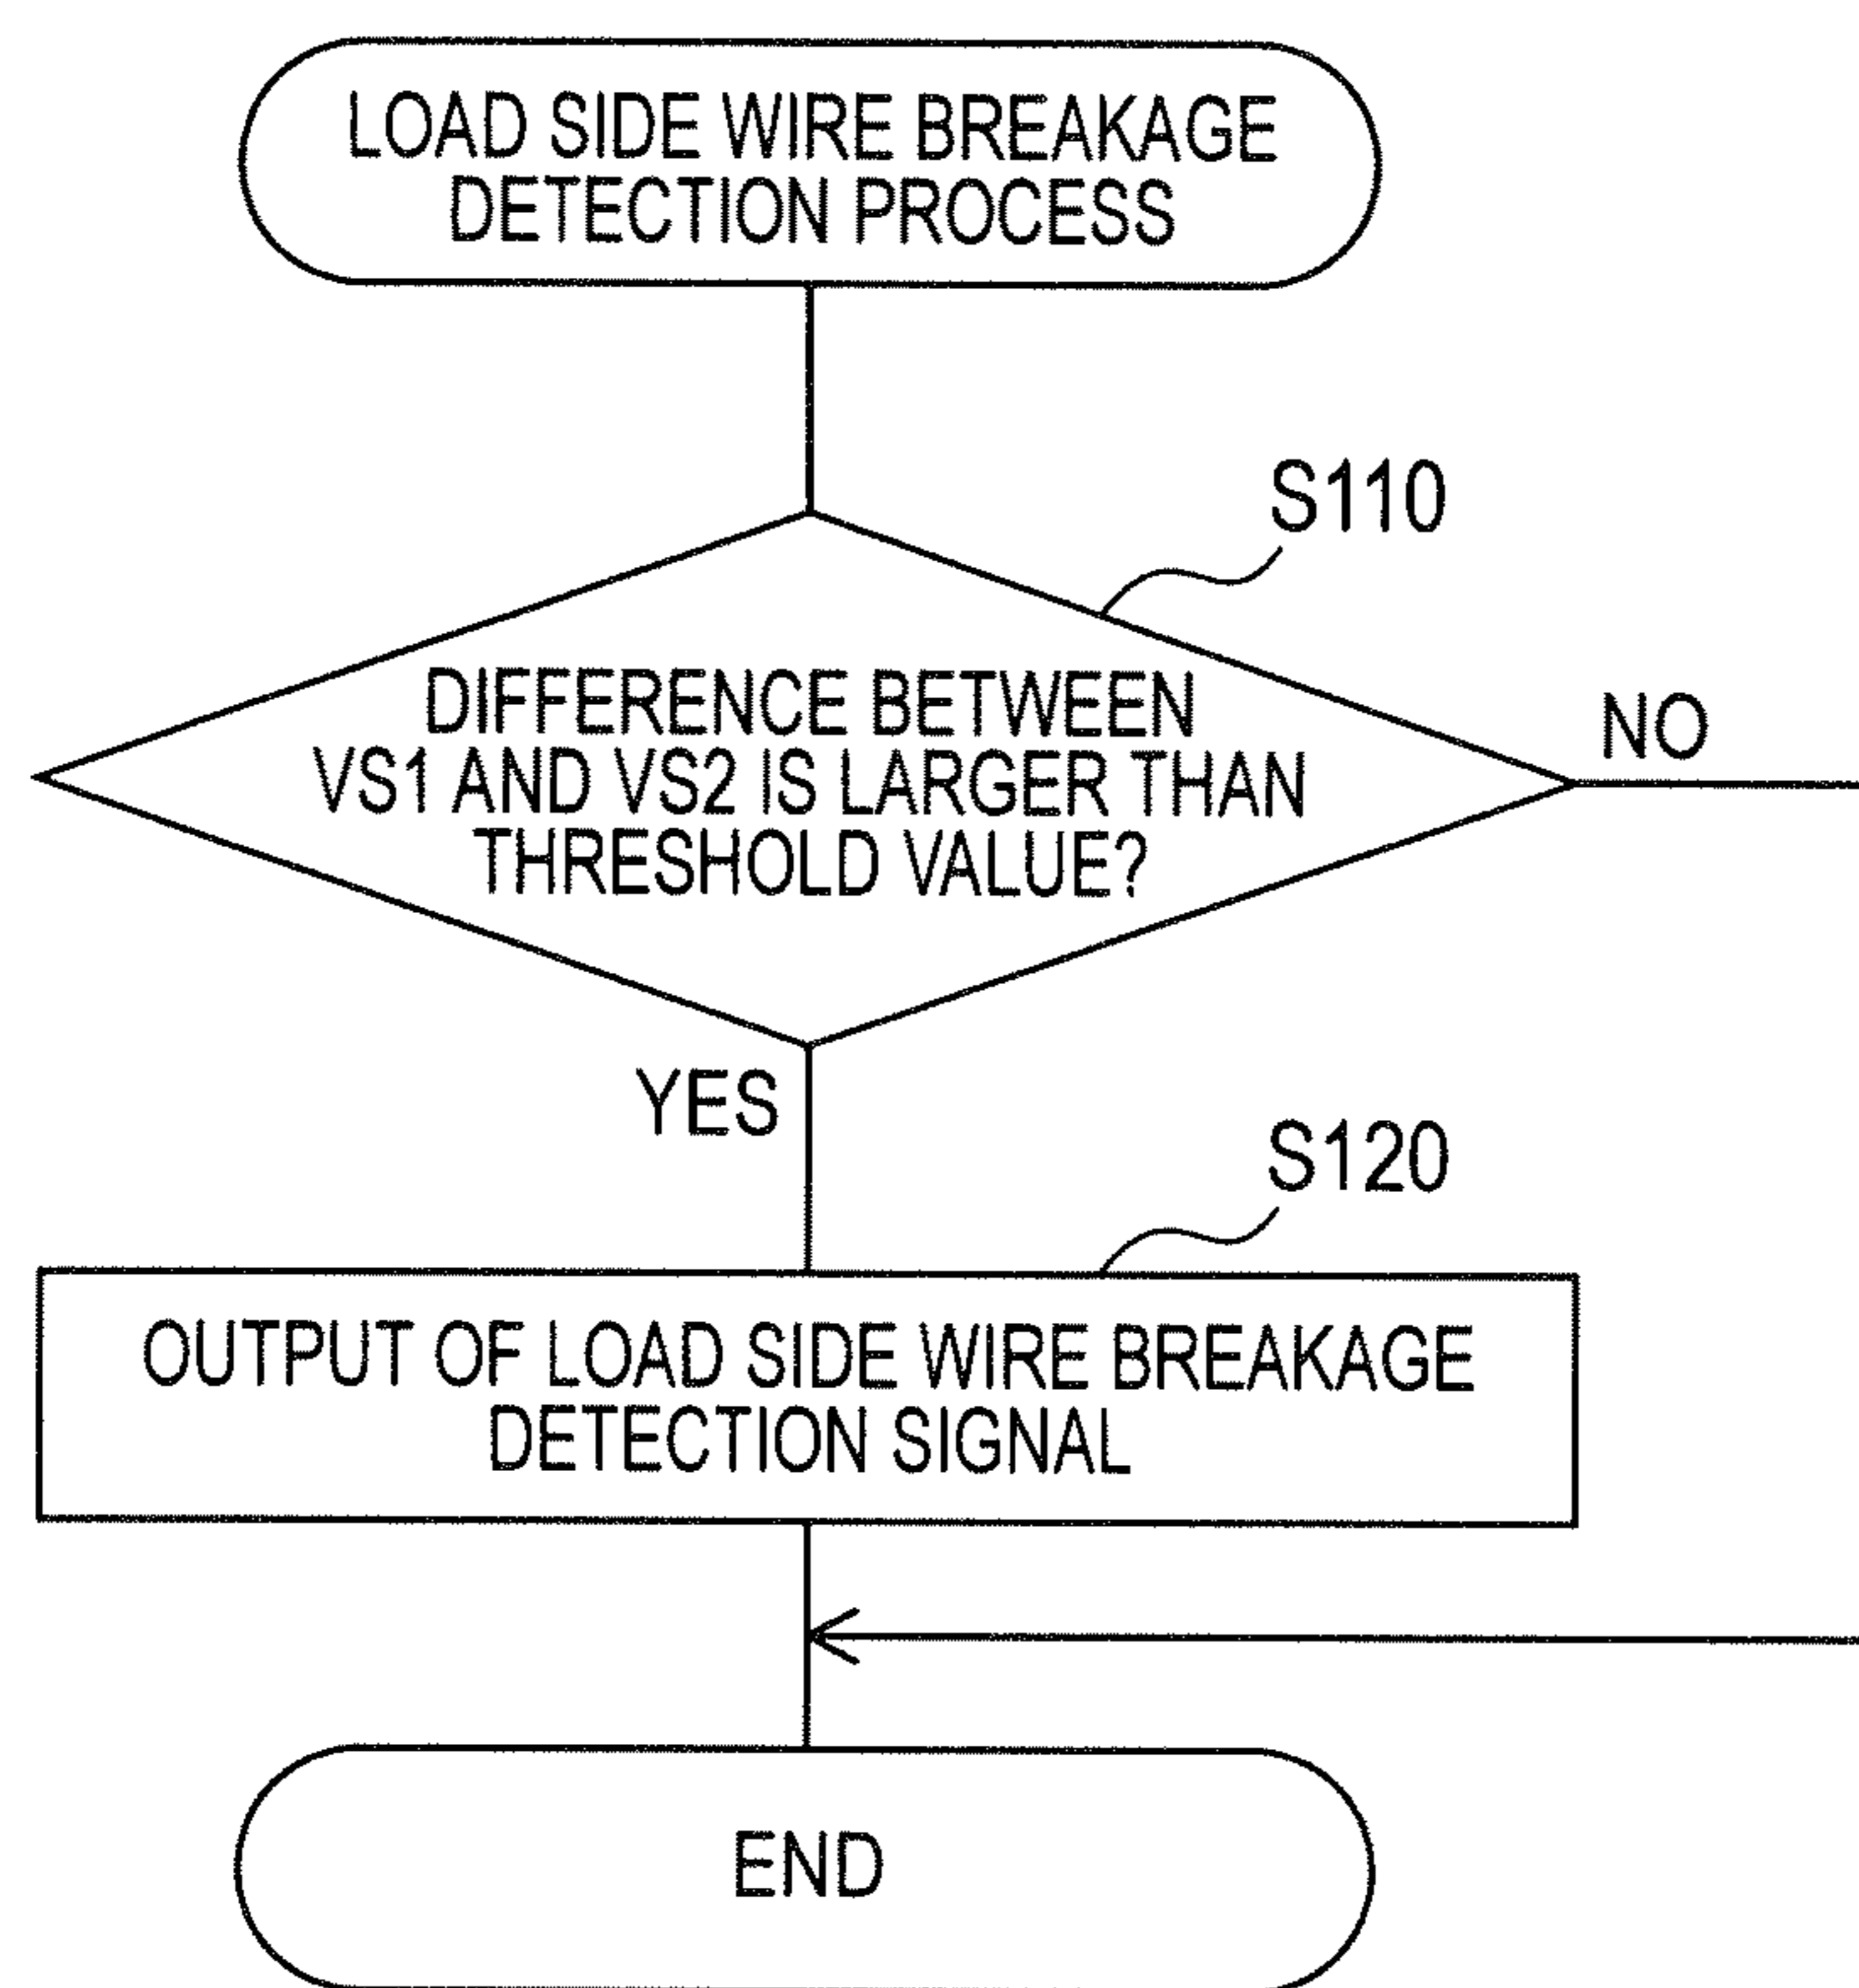 LOAD SIDE WIRE BREAKAGE
DETECTION PROCESS
S110
DIFFERENCE BETWEEN
VS1 AND VS2 IS LARGER THAN
THRESHOLD VALUE?
NO
YES
S120
OUTPUT OF LOAD SIDE WIRE BREAKAGE
DETECTION SIGNAL
END